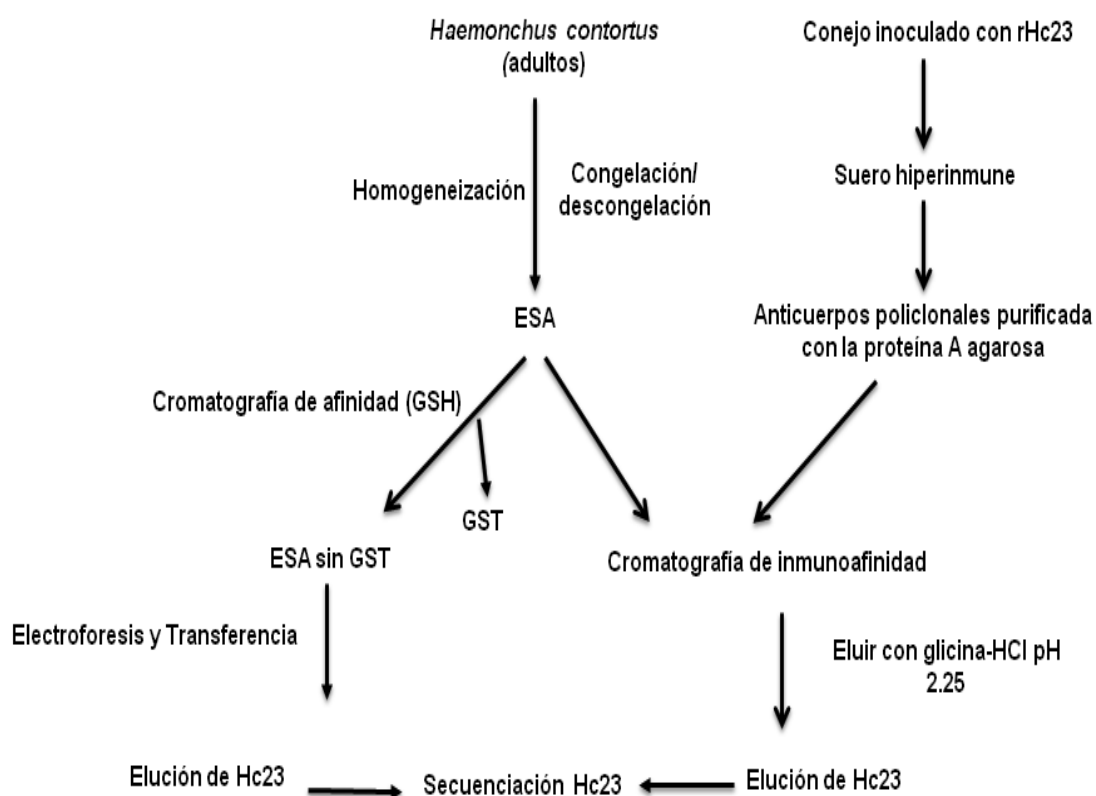 Haemonchus contortus
(adultos)
Conejo inoculado con rHc23
Homogeneización
Congelación/
descongelación
Suero hiperinmune
ESA
Anticuerpos policlonales purificada
con la proteína A agarosa
Cromatografía de afinidad (GSH)
GST
ESA sin GST
Cromatografía de inmunoafinidad
Electroforesis y Transferencia
Eluir con glicina-HCl pH
2.25
Elución de Hc23
Secuenciación Hc23
Elución de Hc23